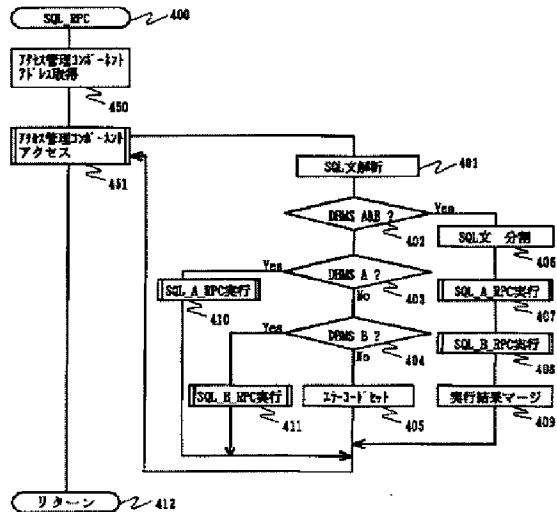 SQL_RPC
400
アクセス管理コンポーネント
アドレス取得
450
アクセス管理コンポーネント
アクセス
451
SQL文解析
401
DBMS A&B ?
Yes
402
SQL文 分割
406
Yes
DBMS A ?
403
No
SQL_A_RPC実行
410
SQL_A_RPC実行
407
Yes
DBMS B ?
404
No
SQL_B_RPC実行
408
SQL_B_RPC実行
411
エラーコードセット
405
実行結果マージ
409
リターン
412